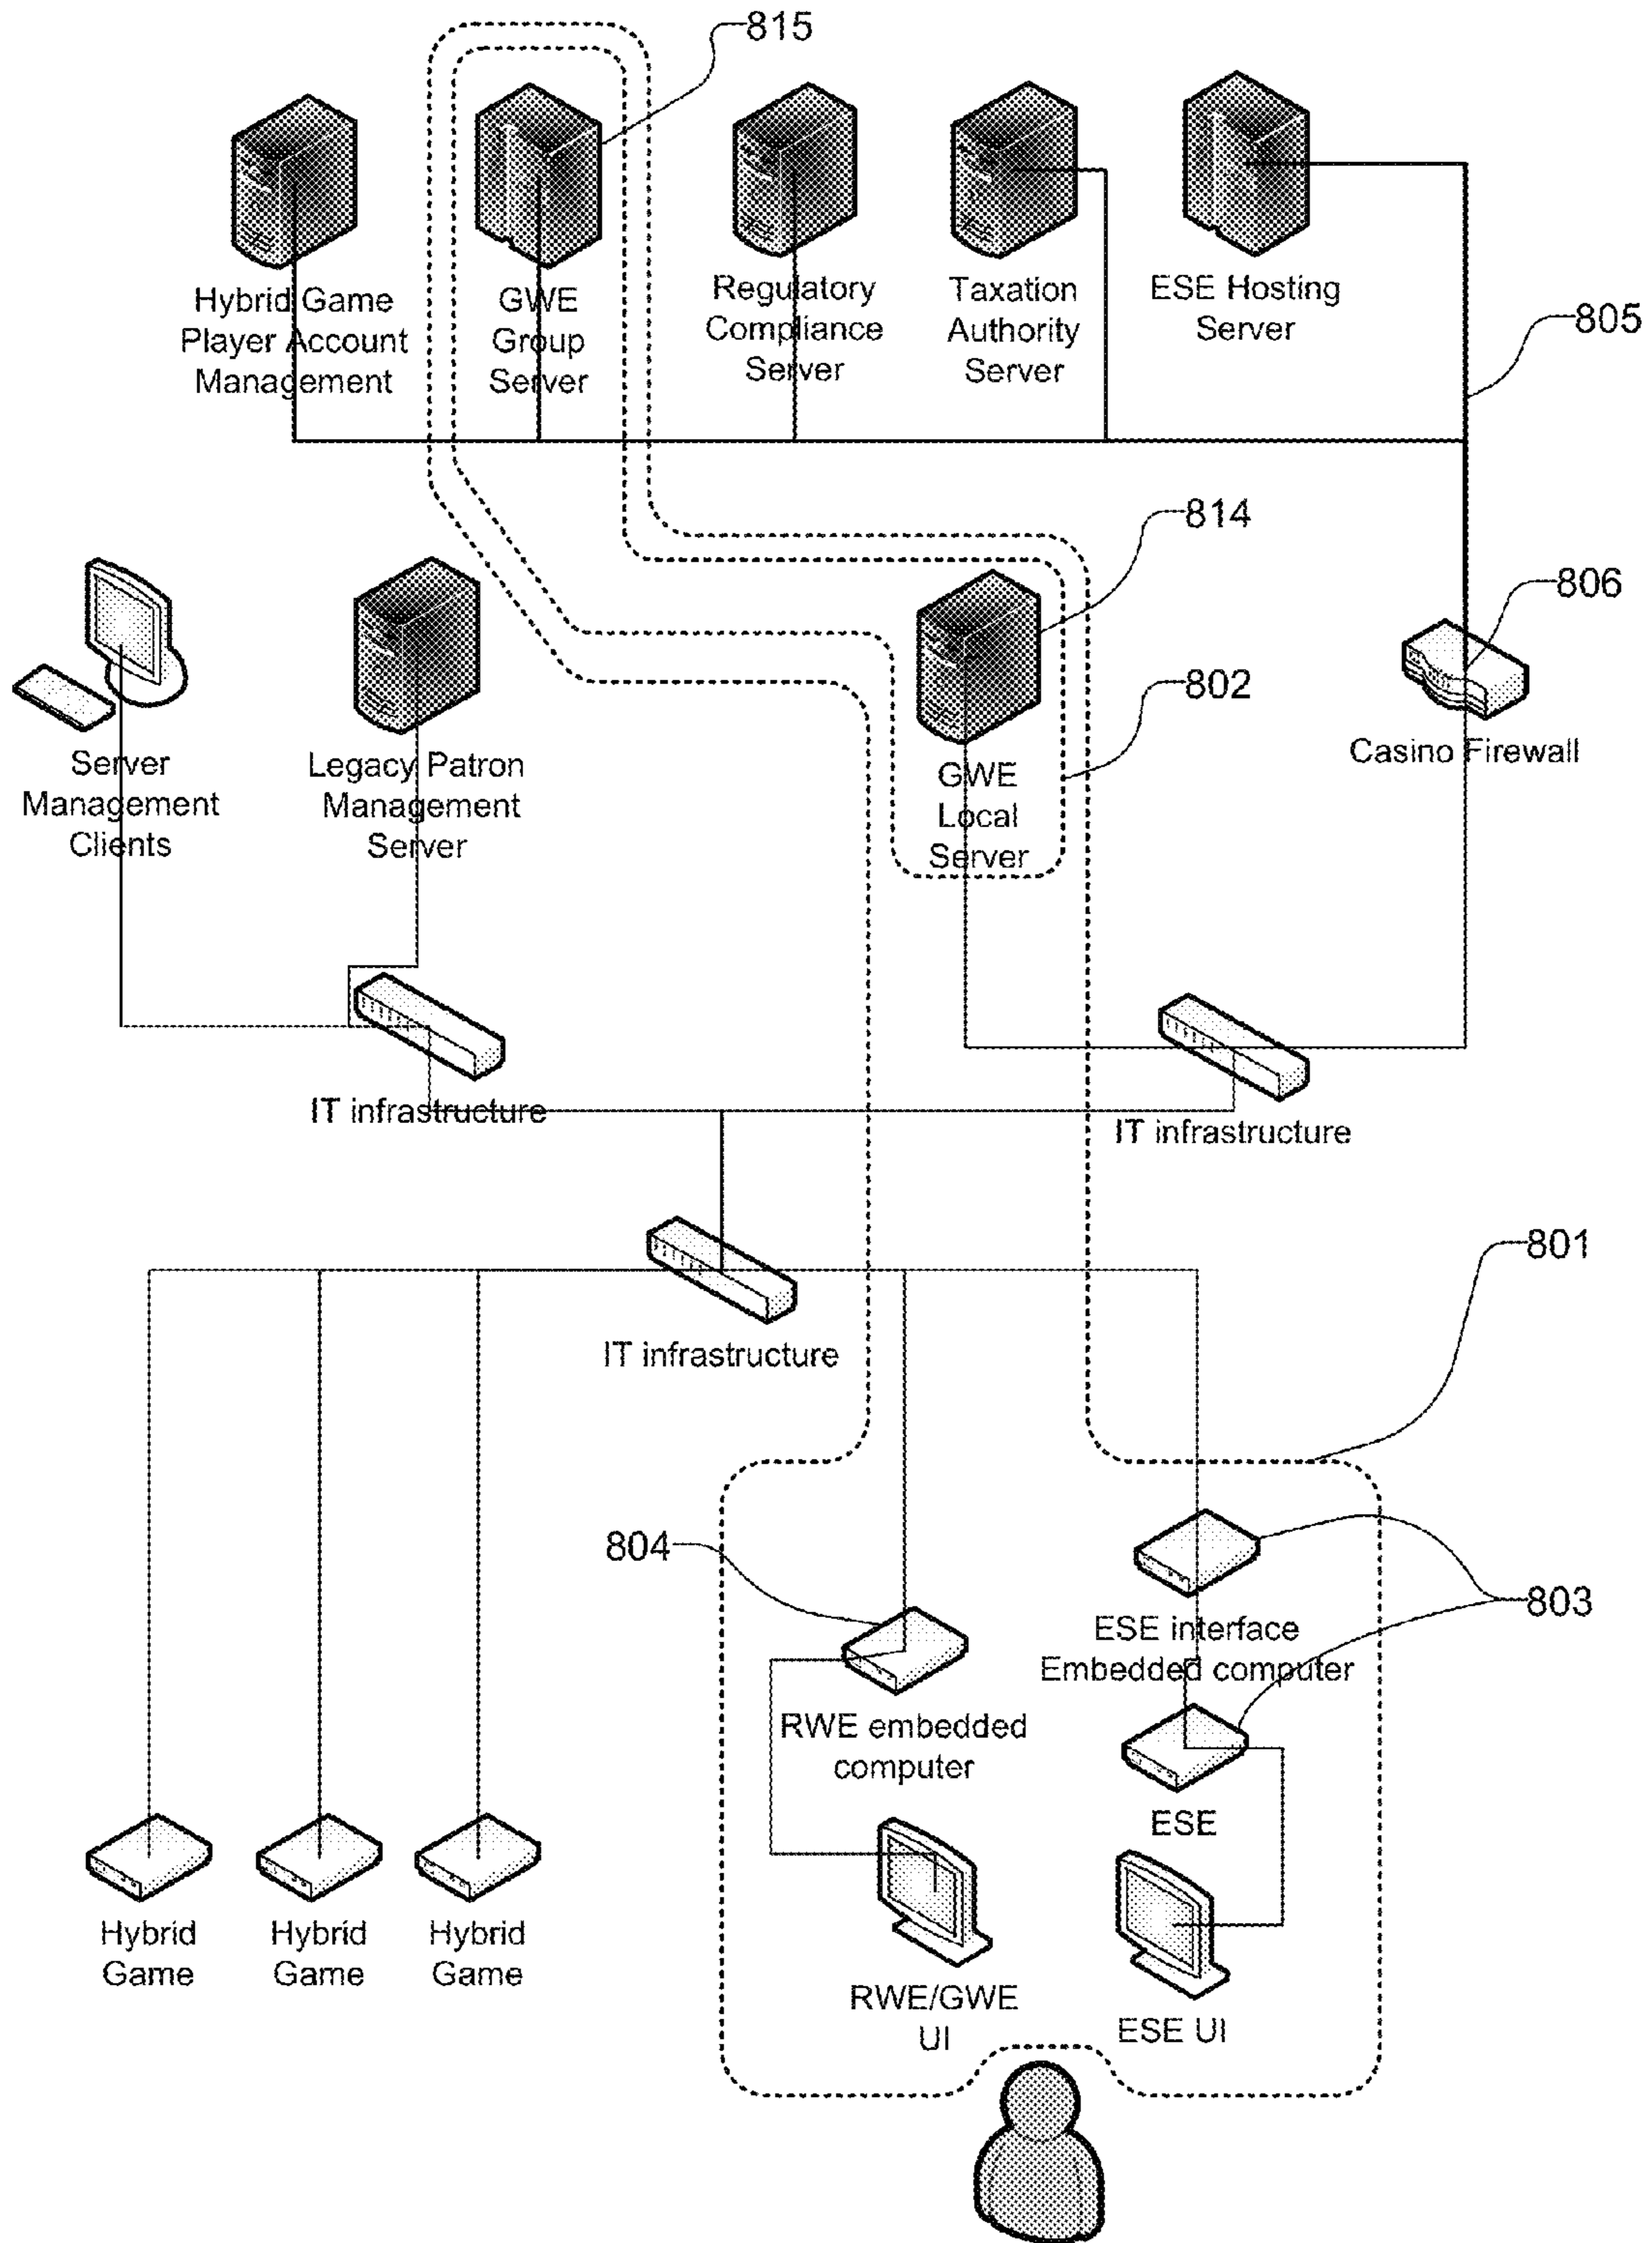 815
Hybrid Game
Player Account
Management
GWE
Group
Server
Regulatory
Compliance
Server
Taxation
Authority
Server
ESE Hosting
Server
805
814
806
802
Server
Management
Clients
Legacy Patron
Management
Server
GWE
Local
Server
Casino Firewall
IT infrastructure
IT infrastructure
801
IT infrastructure
804
803
ESE interface
Embedded computer
RWE embedded
computer
ESE
Hybrid
Game
Hybrid
Game
Hybrid
Game
RWE/GWE
UI
ESE UI